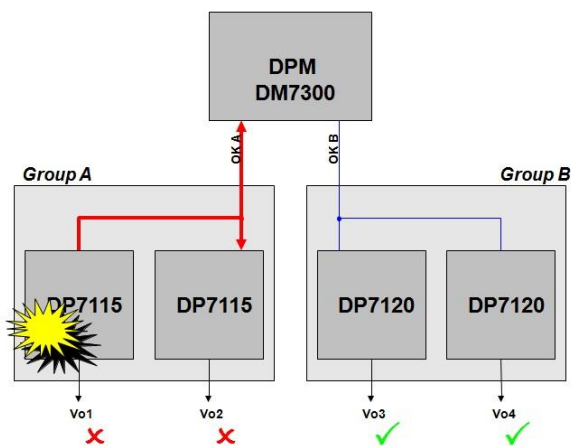 DPM
DM7300
OK A
OK B
Group A
Group B
DP7115
DP7115
DP7120
DP7120
Vo1
Vo2
Vo3
Vo4